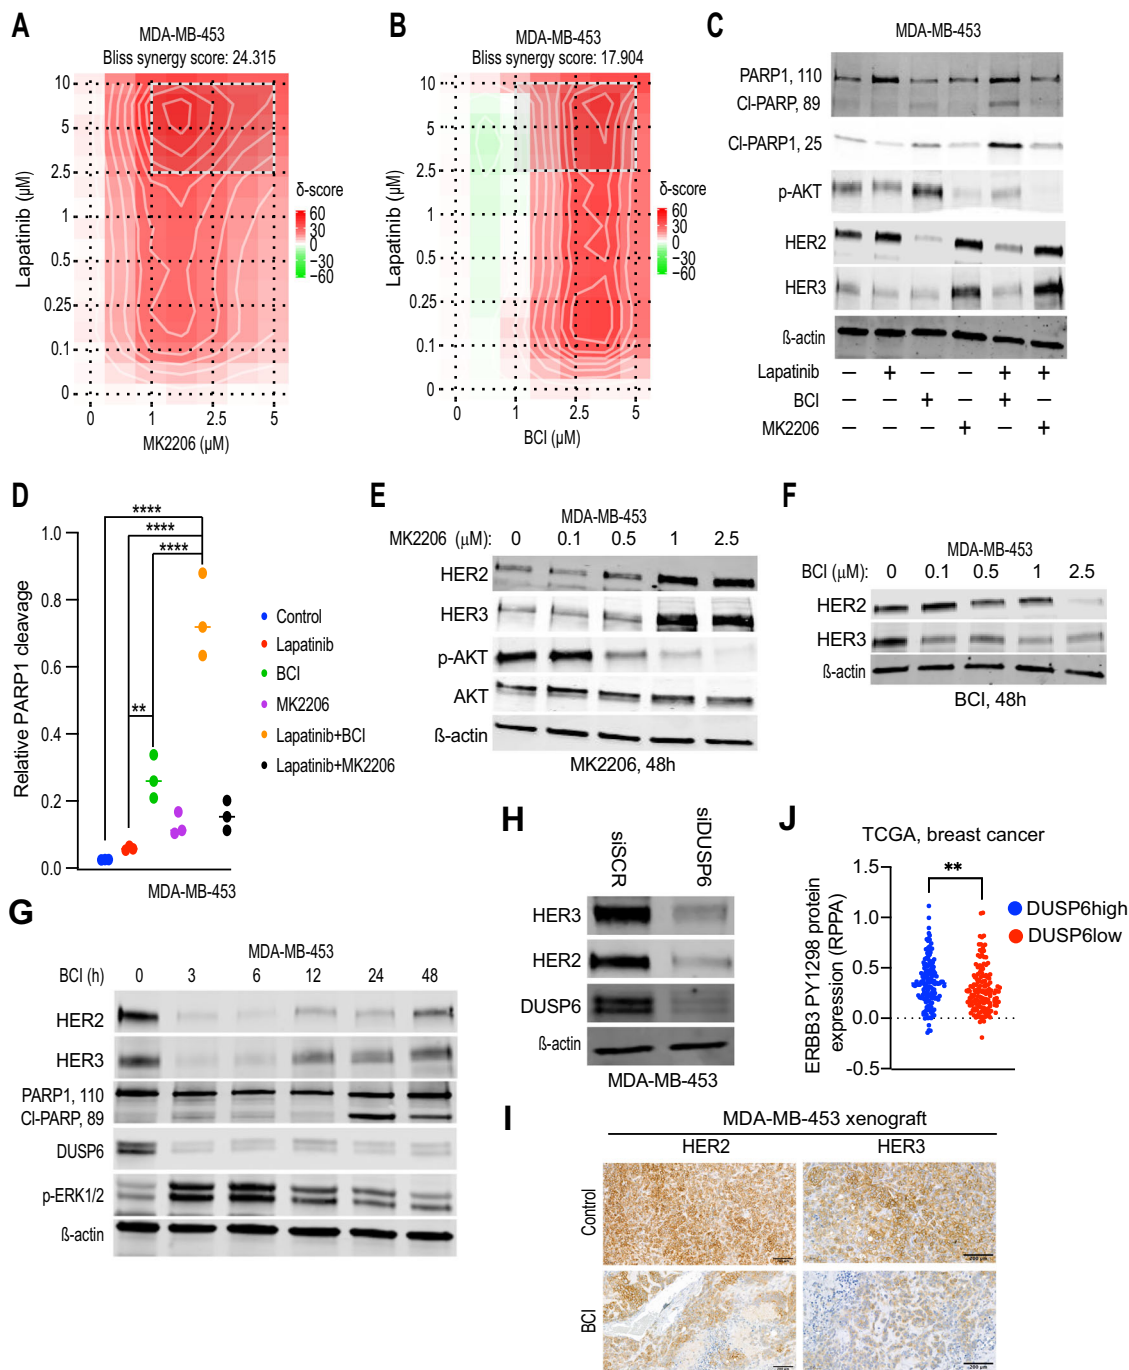 A
MDA-MB-453
Bliss synergy score: 24.315
Lapatinib (µM)
10
5
2.5
1
0.5
0.25
0.1
0
0 1 2.5 5
MK2206 (µM)
δ-score
60
30
0
−30
−60
B
MDA-MB-453
Bliss synergy score: 17.904
Lapatinib (µM)
10
5
2.5
1
0.5
0.25
0.1
0
0 1 2.5 5
BCI (µM)
δ-score
60
30
0
−30
−60
C
MDA-MB-453
PARP1, 110
Cl-PARP, 89
Cl-PARP1, 25
p-AKT
HER2
HER3
ß-actin
Lapatinib − + − − + +
BCI − − + − + −
MK2206 − − − + − +
D
Relative PARP1 cleavage
1.0
0.8
0.6
0.4
0.2
0.0
****
****
****
**
MDA-MB-453
Control
Lapatinib
BCI
MK2206
Lapatinib+BCI
Lapatinib+MK2206
E
MDA-MB-453
MK2206 (µM): 0 0.1 0.5 1 2.5
HER2
HER3
p-AKT
AKT
ß-actin
MK2206, 48h
F
MDA-MB-453
BCI (µM): 0 0.1 0.5 1 2.5
HER2
HER3
ß-actin
BCI, 48h
G
MDA-MB-453
BCI (h) 0 3 6 12 24 48
HER2
HER3
PARP1, 110
Cl-PARP, 89
DUSP6
p-ERK1/2
ß-actin
H
siSCR siDUSP6
HER3
HER2
DUSP6
ß-actin
MDA-MB-453
I
MDA-MB-453 xenograft
HER2 HER3
Control
BCI
J
TCGA, breast cancer
ERBB3 PY1298 protein
expression (RPPA)
1.5
1.0
0.5
0.0
-0.5
**
DUSP6high
DUSP6low